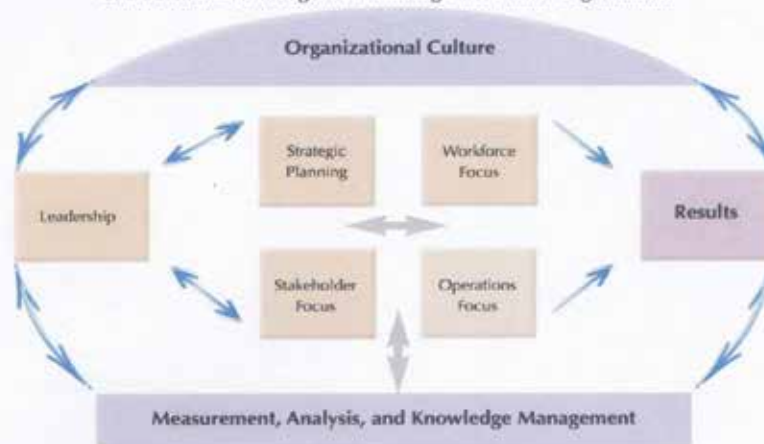 Organizational Culture
Strategic
Planning
Workforce
Focus
Leadership
Results
Stakeholder
Focus
Operations
Focus
Measurement, Analysis, and Knowledge Management